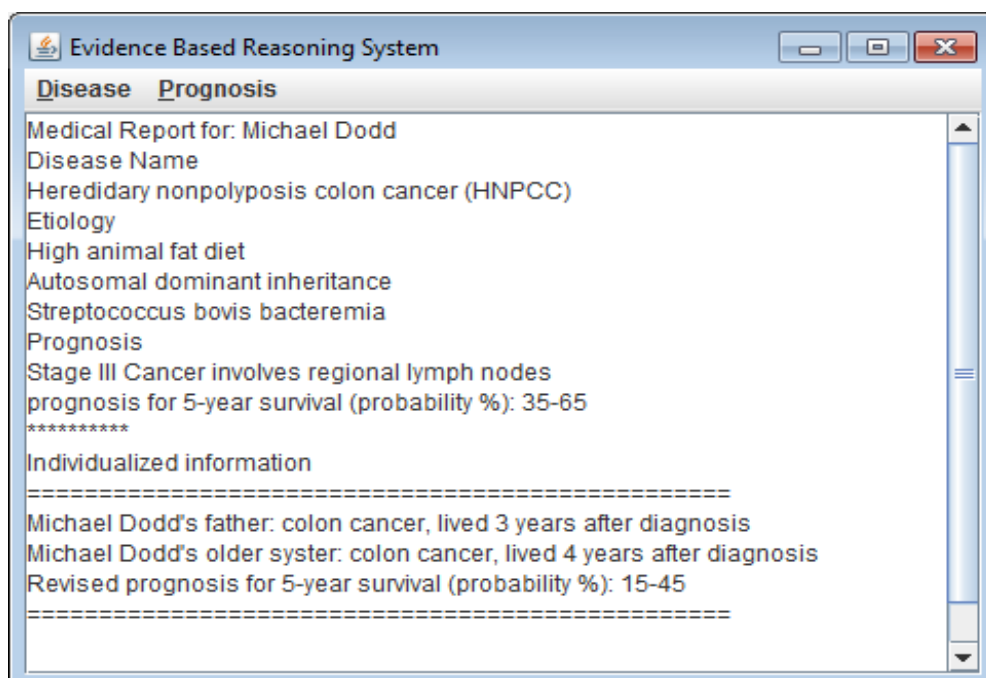 Evidence Based Reasoning System
Disease Prognosis
Medical Report for: Michael Dodd
Disease Name
Heredidary nonpolyposis colon cancer (HNPCC)
Etiology
High animal fat diet
Autosomal dominant inheritance
Streptococcus bovis bacteremia
Prognosis
Stage III Cancer involves regional lymph nodes
prognosis for 5-year survival (probability %): 35-65
**********
Individualized information
==================================================
Michael Dodd's father: colon cancer, lived 3 years after diagnosis
Michael Dodd's older syster: colon cancer, lived 4 years after diagnosis
Revised prognosis for 5-year survival (probability %): 15-45
==================================================